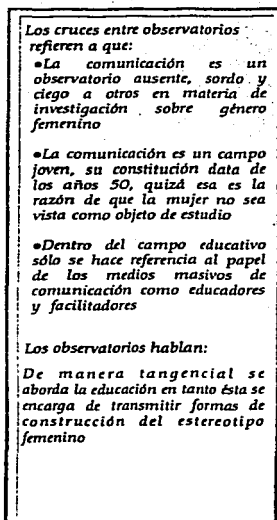 Los cruces entre observatorios
refieren a que:
•La comunicación es un
observatorio ausente, sordo y
ciego a otros en materia de
investigación sobre género
femenino
•La comunicación es un campo
joven, su constitución data de
los años 50, quizá esa es la
razón de que la mujer no sea
vista como objeto de estudio
•Dentro del campo educativo
sólo se hace referencia al papel
de los medios masivos de
comunicación como educadores
y facilitadores
Los observatorios hablan:
De manera tangencial se
aborda la educación en tanto ésta se
encarga de transmitir formas de
construcción del estereotipo
femenino